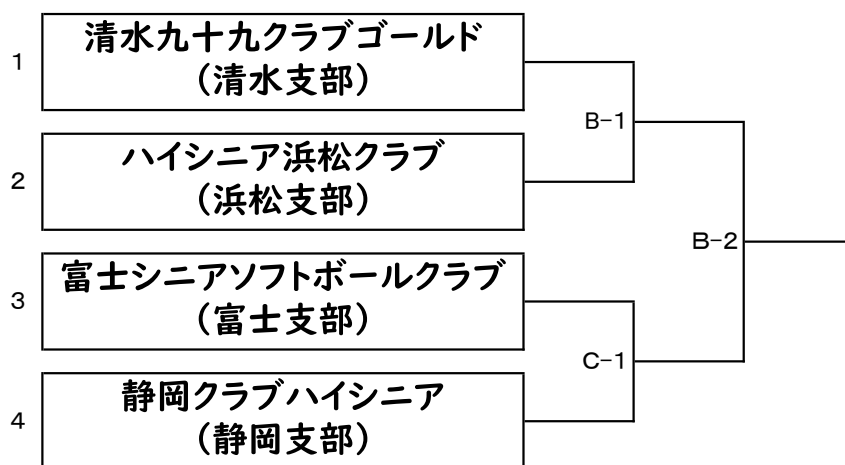 1
清水九十九クラブゴールド
(清水支部)
B-1
2
ハイシニア浜松クラブ
(浜松支部)
B-2
3
富士シニアソフトボールクラブ
(富士支部)
C-1
4
静岡クラブハイシニア
(静岡支部)